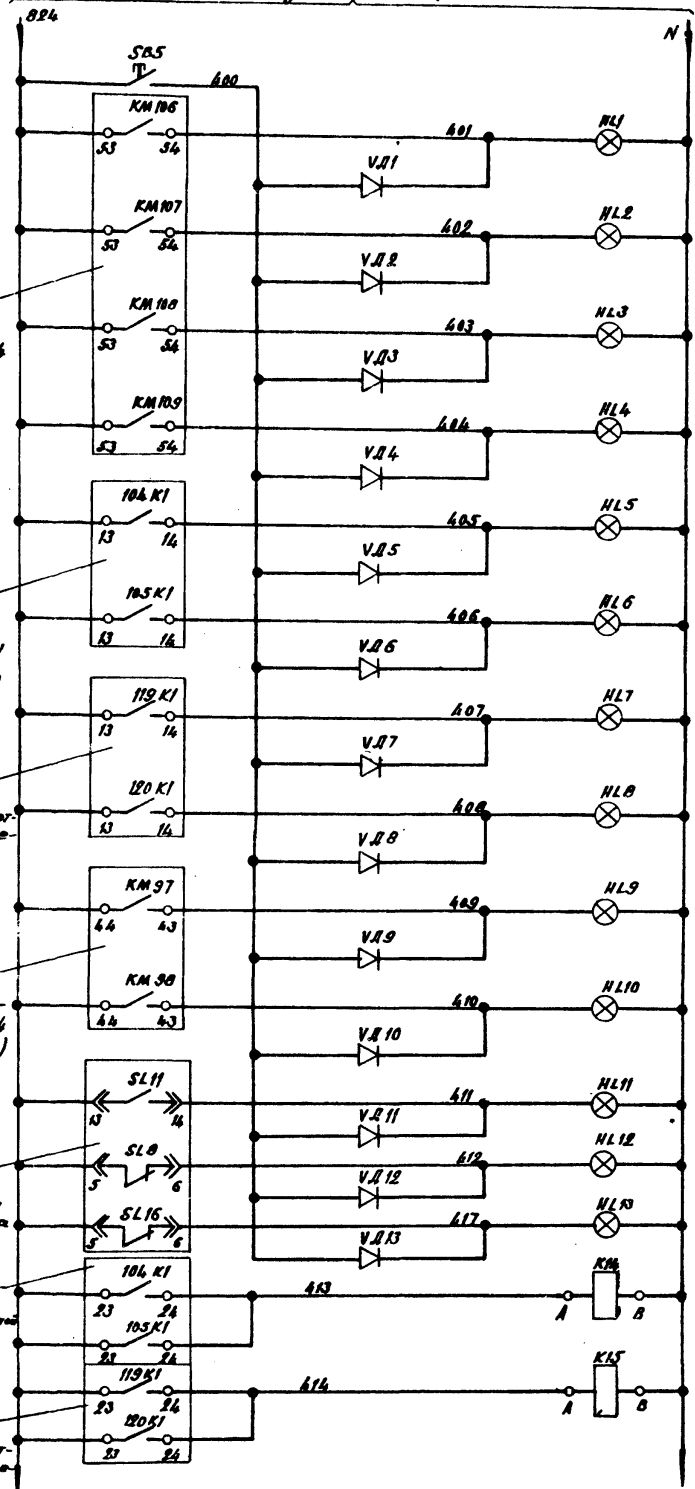 824 N
SB5 400
KM106 401 HL1
53 54
VД1
KM107 402 HL2
53 54
VД2
KM108 403 HL3
53 54
VД3
KM109 404 HL4
53 54
VД4
104K1 405 HL5
13 14
VД5
105K1 406 HL6
13 14
VД6
119K1 407 HL7
13 14
VД7
120K1 408 HL8
13 14
VД8
KM97 409 HL9
44 43
VД9
KM98 410 HL10
44 43
VД10
SL11 411 HL11
13 14
VД11
SL8 412 HL12
5 6
VД12
SL16 417 HL13
5 6
VД13
104K1 413 K14
23 24 A B
105K1
23 24
119K1 414 K15
23 24 A B
120K1
23 24